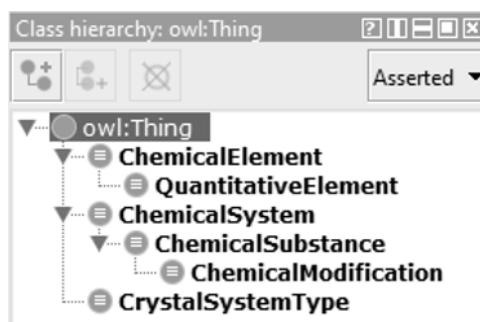 Class hierarchy: owl:Thing
Asserted
owl:Thing
ChemicalElement
QuantitativeElement
ChemicalSystem
ChemicalSubstance
ChemicalModification
CrystalSystemType